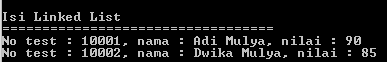 Isi Linked List
==================================
No test : 10001, nama : Adi Mulya, nilai : 90
No test : 10002, nama : Dwika Mulya, nilai : 85